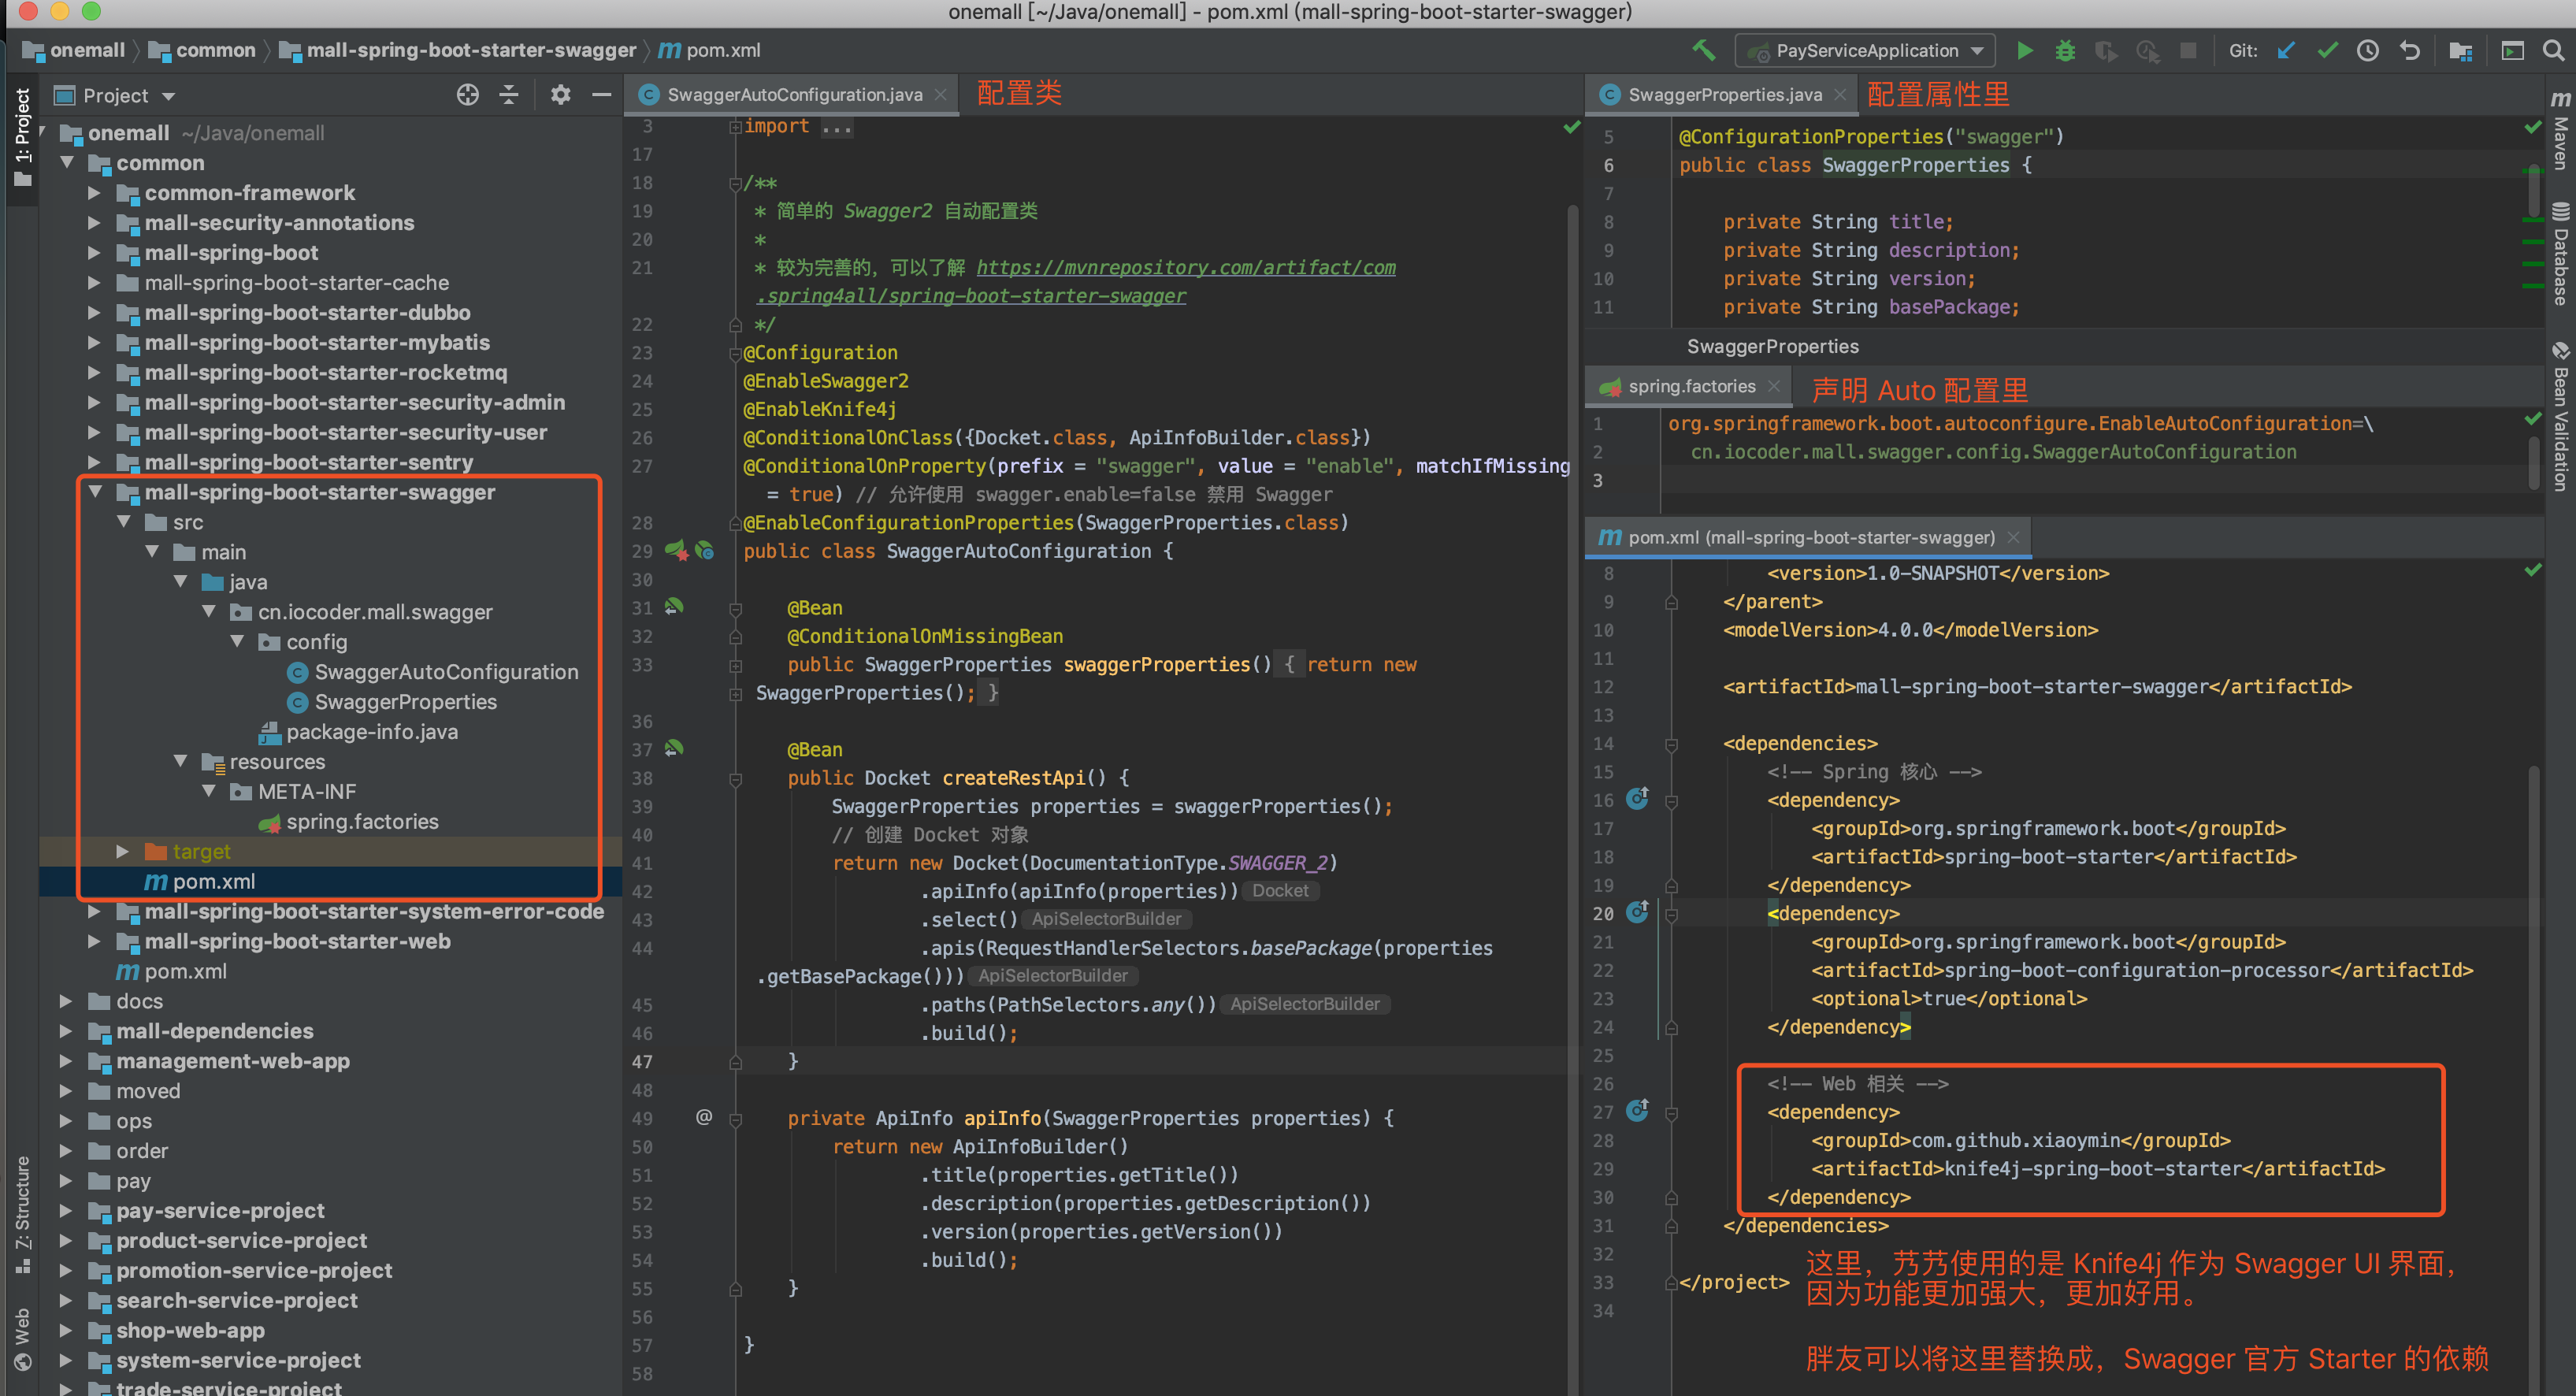 onemall [~/Java/onemall] - pom.xml (mall-spring-boot-starter-swagger)
onemall
common
mall-spring-boot-starter-swagger
pom.xml
PayServiceApplication
Git:
1: Project
Z: Structure
Web
Project
onemall ~/Java/onemall
common
common-framework
mall-security-annotations
mall-spring-boot
mall-spring-boot-starter-cache
mall-spring-boot-starter-dubbo
mall-spring-boot-starter-mybatis
mall-spring-boot-starter-rocketmq
mall-spring-boot-starter-security-admin
mall-spring-boot-starter-security-user
mall-spring-boot-starter-sentry
mall-spring-boot-starter-swagger
src
main
java
cn.iocoder.mall.swagger
config
SwaggerAutoConfiguration
SwaggerProperties
package-info.java
resources
META-INF
spring.factories
target
pom.xml
mall-spring-boot-starter-system-error-code
mall-spring-boot-starter-web
pom.xml
docs
mall-dependencies
management-web-app
moved
ops
order
pay
pay-service-project
product-service-project
promotion-service-project
search-service-project
shop-web-app
system-service-project
trade-service-project
SwaggerAutoConfiguration.java
配置类
3 import ...
17
18 /**
19 * 简单的 Swagger2 自动配置类
20 *
21 * 较为完善的，可以了解 https://mvnrepository.com/artifact/com
.spring4all/spring-boot-starter-swagger
22 */
23 @Configuration
24 @EnableSwagger2
25 @EnableKnife4j
26 @ConditionalOnClass({Docket.class, ApiInfoBuilder.class})
27 @ConditionalOnProperty(prefix = "swagger", value = "enable", matchIfMissing
= true) // 允许使用 swagger.enable=false 禁用 Swagger
28 @EnableConfigurationProperties(SwaggerProperties.class)
29 public class SwaggerAutoConfiguration {
30
31 @Bean
32 @ConditionalOnMissingBean
33 public SwaggerProperties swaggerProperties() { return new
SwaggerProperties(); }
36
37 @Bean
38 public Docket createRestApi() {
39 SwaggerProperties properties = swaggerProperties();
40 // 创建 Docket 对象
41 return new Docket(DocumentationType.SWAGGER_2)
42 .apiInfo(apiInfo(properties)) Docket
43 .select() ApiSelectorBuilder
44 .apis(RequestHandlerSelectors.basePackage(properties
.getBasePackage())) ApiSelectorBuilder
45 .paths(PathSelectors.any()) ApiSelectorBuilder
46 .build();
47 }
48
49 @ private ApiInfo apiInfo(SwaggerProperties properties) {
50 return new ApiInfoBuilder()
51 .title(properties.getTitle())
52 .description(properties.getDescription())
53 .version(properties.getVersion())
54 .build();
55 }
56
57 }
58
SwaggerProperties.java
配置属性里
5 @ConfigurationProperties("swagger")
6 public class SwaggerProperties {
7
8 private String title;
9 private String description;
10 private String version;
11 private String basePackage;
SwaggerProperties
spring.factories
声明 Auto 配置里
1 org.springframework.boot.autoconfigure.EnableAutoConfiguration=\
2 cn.iocoder.mall.swagger.config.SwaggerAutoConfiguration
3
pom.xml (mall-spring-boot-starter-swagger)
8 <version>1.0-SNAPSHOT</version>
9 </parent>
10 <modelVersion>4.0.0</modelVersion>
11
12 <artifactId>mall-spring-boot-starter-swagger</artifactId>
13
14 <dependencies>
15 <!-- Spring 核心 -->
16 <dependency>
17 <groupId>org.springframework.boot</groupId>
18 <artifactId>spring-boot-starter</artifactId>
19 </dependency>
20 <dependency>
21 <groupId>org.springframework.boot</groupId>
22 <artifactId>spring-boot-configuration-processor</artifactId>
23 <optional>true</optional>
24 </dependency>
25
26 <!-- Web 相关 -->
27 <dependency>
28 <groupId>com.github.xiaoymin</groupId>
29 <artifactId>knife4j-spring-boot-starter</artifactId>
30 </dependency>
31 </dependencies>
32
33 </project>
34
这里，艿艿使用的是 Knife4j 作为 Swagger UI 界面，
因为功能更加强大，更加好用。
胖友可以将这里替换成，Swagger 官方 Starter 的依赖
Maven
Database
Bean Validation